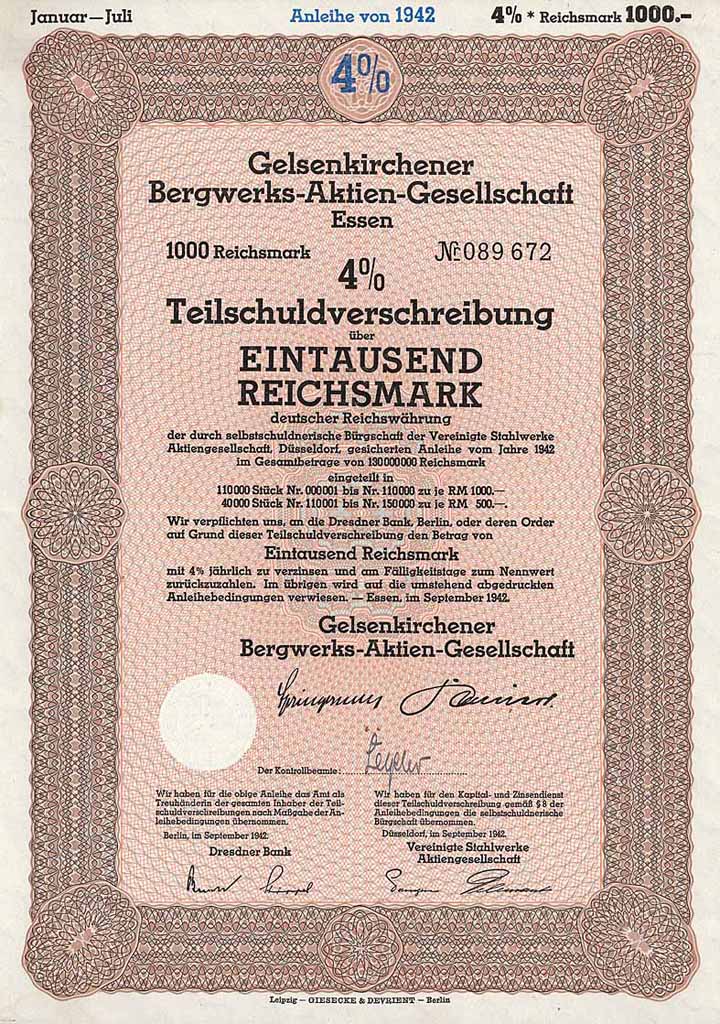 Januar—Juli Anleihe von 1942 4% * Reichsmark 1000.–
4%
Gelsenkirchener
Bergwerks-Aktien-Gesellschaft
Essen
1000 Reichsmark № 089672
4%
Teilschuldverschreibung
über
EINTAUSEND
REICHSMARK
deutscher Reichswährung
der durch selbstschuldnerische Bürgschaft der Vereinigte Stahlwerke
Aktiengesellschaft, Düsseldorf, gesicherten Anleihe vom Jahre 1942
im Gesamtbetrage von 130000000 Reichsmark
eingeteilt in
110000 Stück Nr. 000001 bis Nr. 110000 zu je RM 1000.—
40000 Stück Nr. 110001 bis Nr. 150000 zu je RM 500.—.
Wir verpflichten uns, an die Dresdner Bank, Berlin, oder deren Order
auf Grund dieser Teilschuldverschreibung den Betrag von
Eintausend Reichsmark
mit 4% jährlich zu verzinsen und am Fälligkeitstage zum Nennwert
zurückzuzahlen. Im übrigen wird auf die umstehend abgedruckten
Anleihebedingungen verwiesen. — Essen, im September 1942.
Gelsenkirchener
Bergwerks-Aktien-Gesellschaft
Der Kontrollbeamte:
Wir haben für die obige Anleihe das Amt als
Treuhänderin der gesamten Inhaber der Teil-
schuldverschreibungen nach Maßgabe der An-
leihebedingungen übernommen.
Berlin, im September 1942.
Dresdner Bank
Wir haben für den Kapital- und Zinsendienst
dieser Teilschuldverschreibung gemäß § 8 der
Anleihebedingungen die selbstschuldnerische
Bürgschaft übernommen.
Düsseldorf, im September 1942.
Vereinigte Stahlwerke
Aktiengesellschaft
Leipzig — GIESECKE & DEVRIENT — Berlin